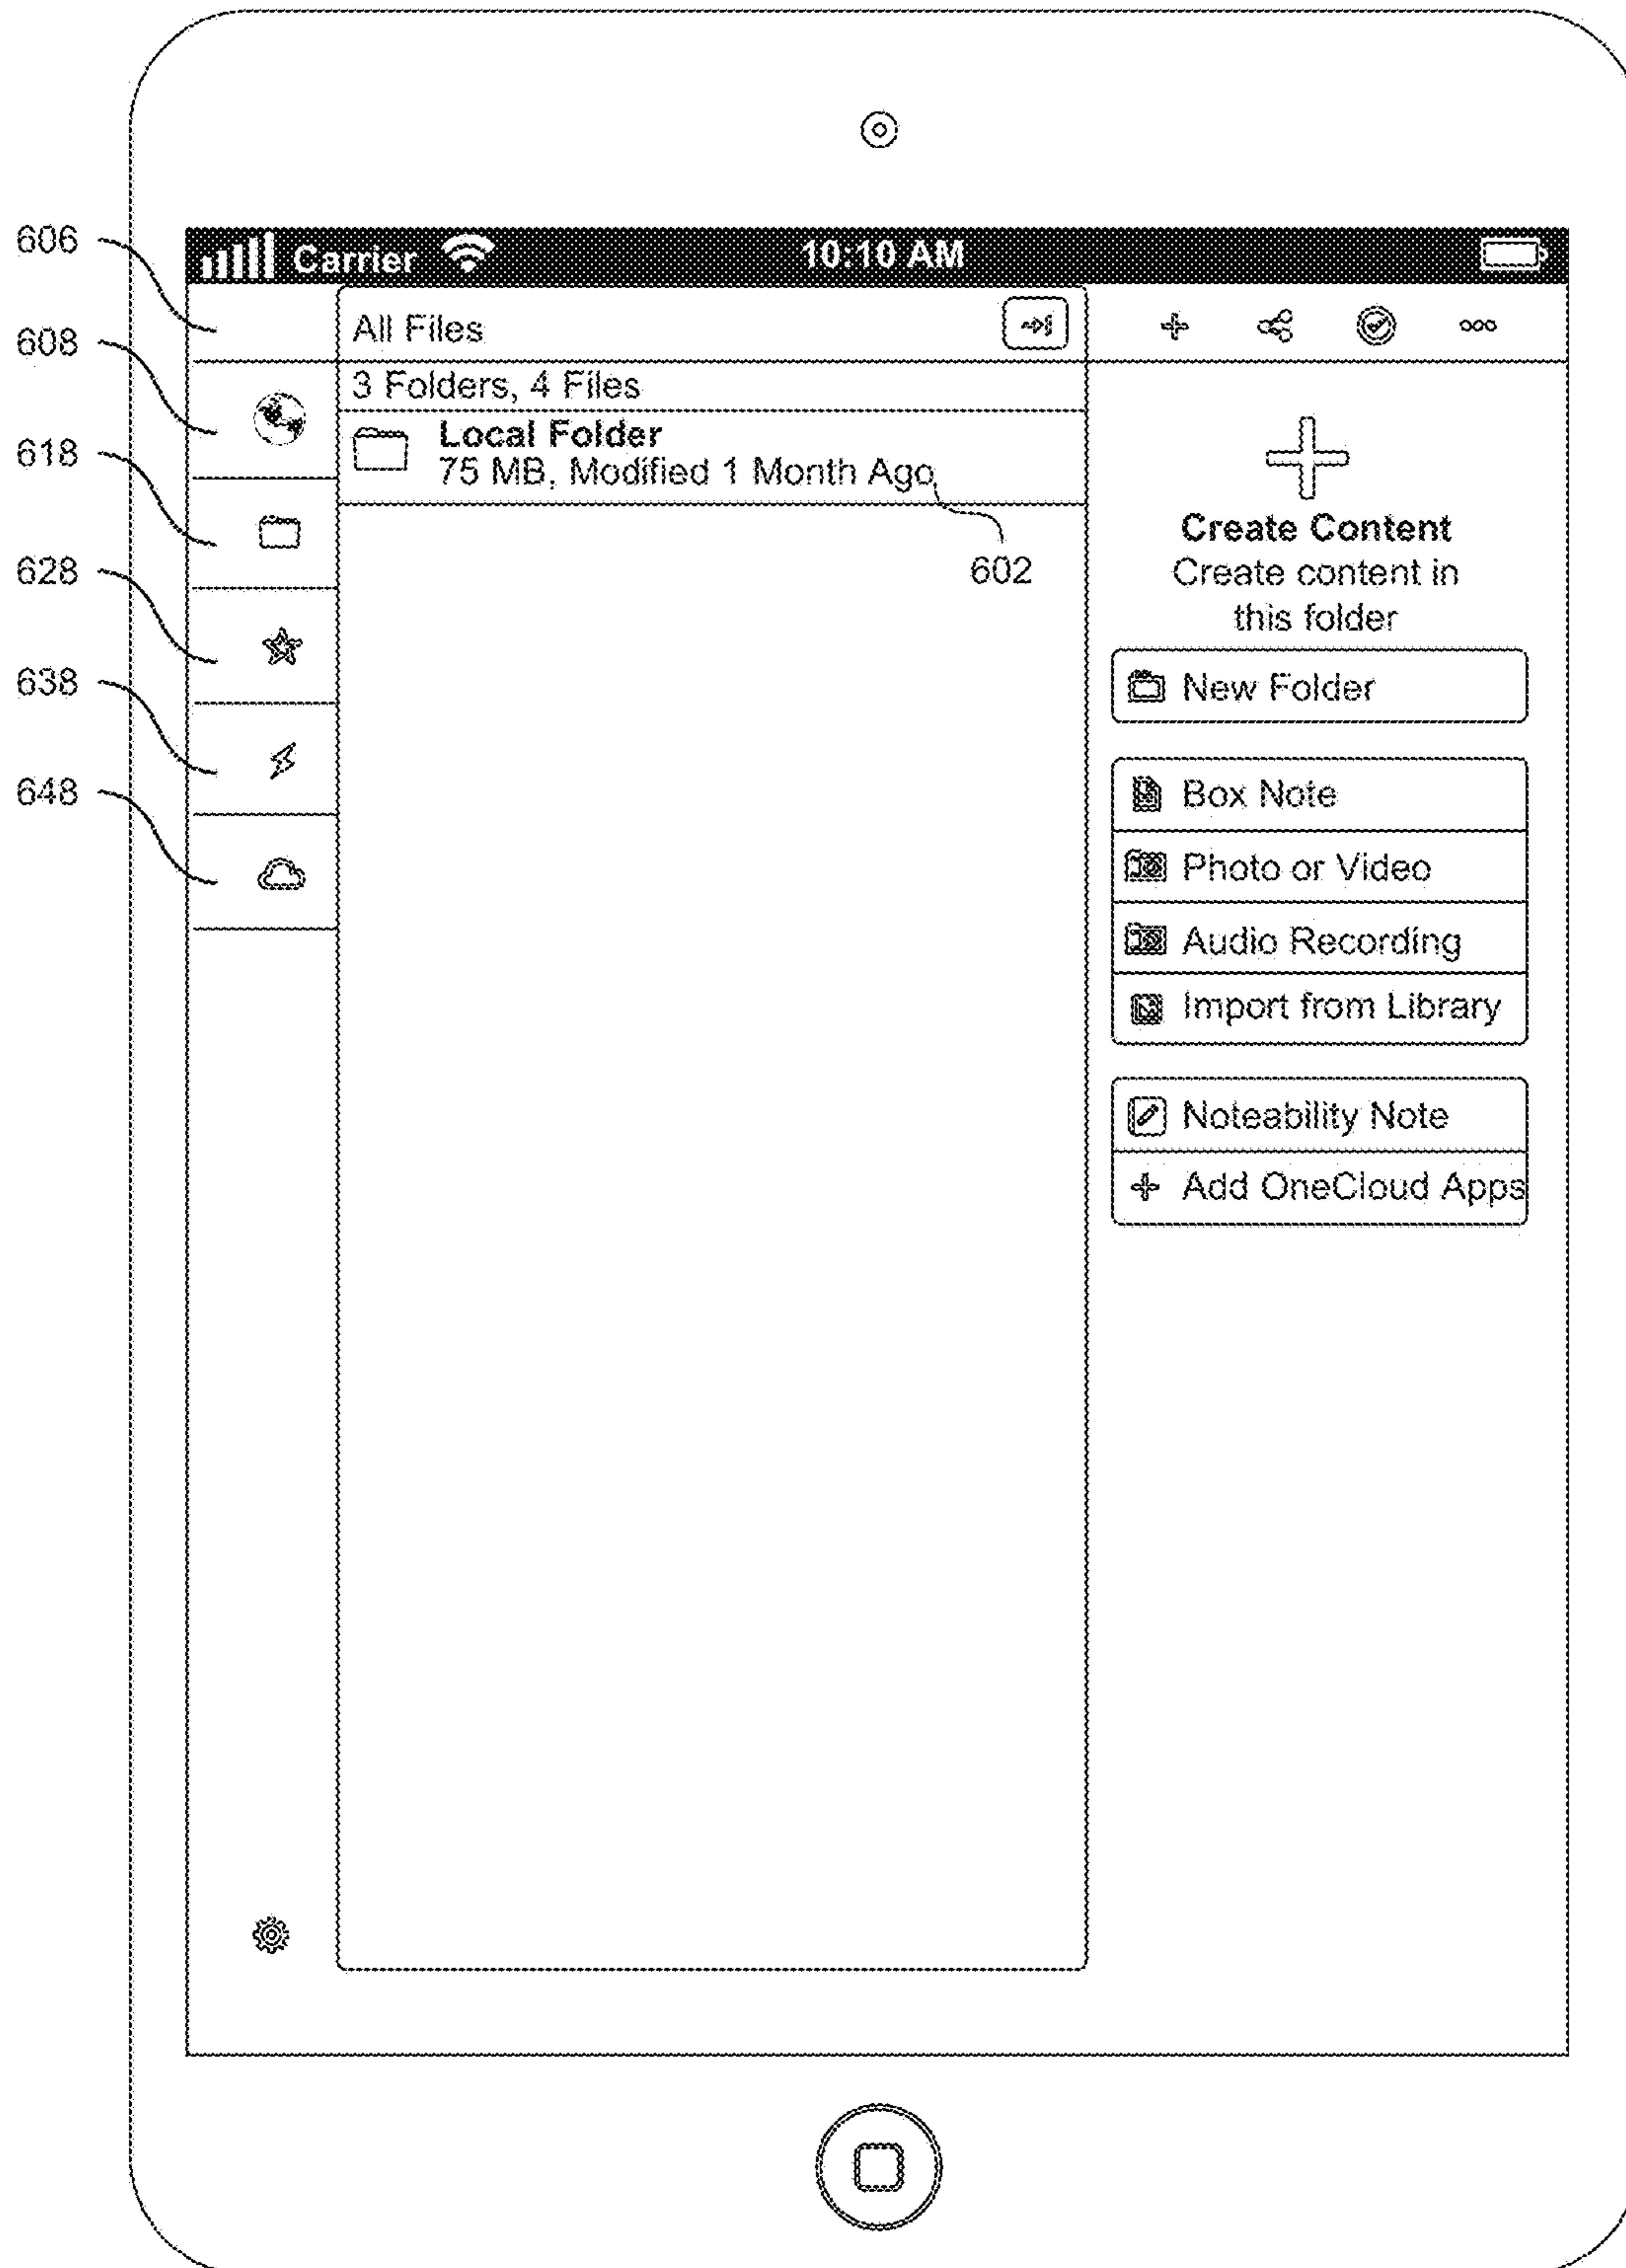 606
608
618
628
638
648
Carrier
10:10 AM
All Files
3 Folders, 4 Files
Local Folder
75 MB, Modified 1 Month Ago
602
Create Content
Create content in
this folder
New Folder
Box Note
Photo or Video
Audio Recording
Import from Library
Noteability Note
Add OneCloud Apps